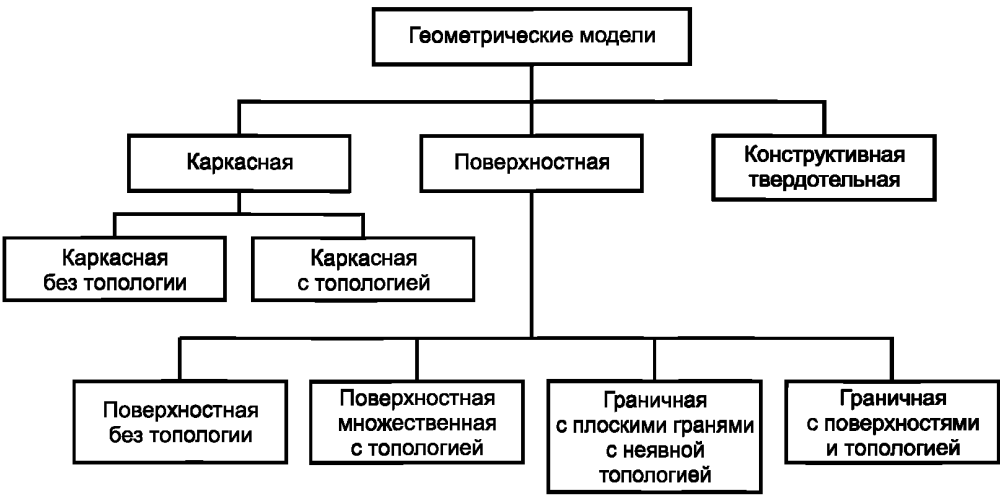 Геометрические модели
Каркасная
Поверхностная
Конструктивная
твердотельная
Каркасная
без топологии
Каркасная
с топологией
Поверхностная
без топологии
Поверхностная
множественная
с топологией
Граничная
с плоскими гранями
с неявной
топологией
Граничная
с поверхностями
и топологией